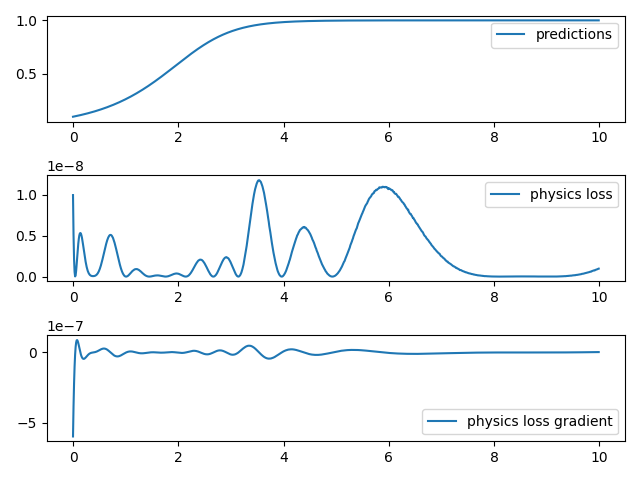 1.0
predictions
0.5
0 2 4 6 8 10
1e−8
1.0
physics loss
0.5
0.0
0 2 4 6 8 10
1e−7
0
−5
physics loss gradient
0 2 4 6 8 10